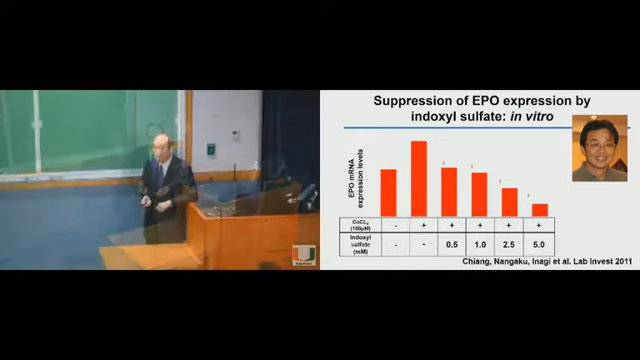 Suppression of EPO expression by
indoxyl sulfate: in vitro
EPO mRNA
expression levels
CoCL2
(100μM)
- + + + + +
Indoxyl
sulfate
(mM)
- - 0.5 1.0 2.5 5.0
Chiang, Nangaku, Inagi et al. Lab Invest 2011
U